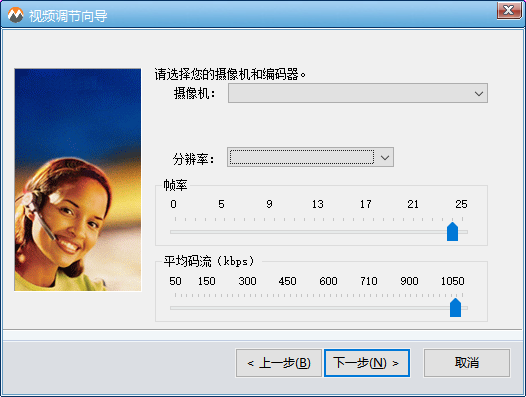 视频调节向导
请选择您的摄像机和编码器。
摄像机：
分辨率：
帧率
0 5 9 13 17 21 25
平均码流（kbps）
50 150 300 450 600 710 900 1050
< 上一步(B) 下一步(N) > 取消